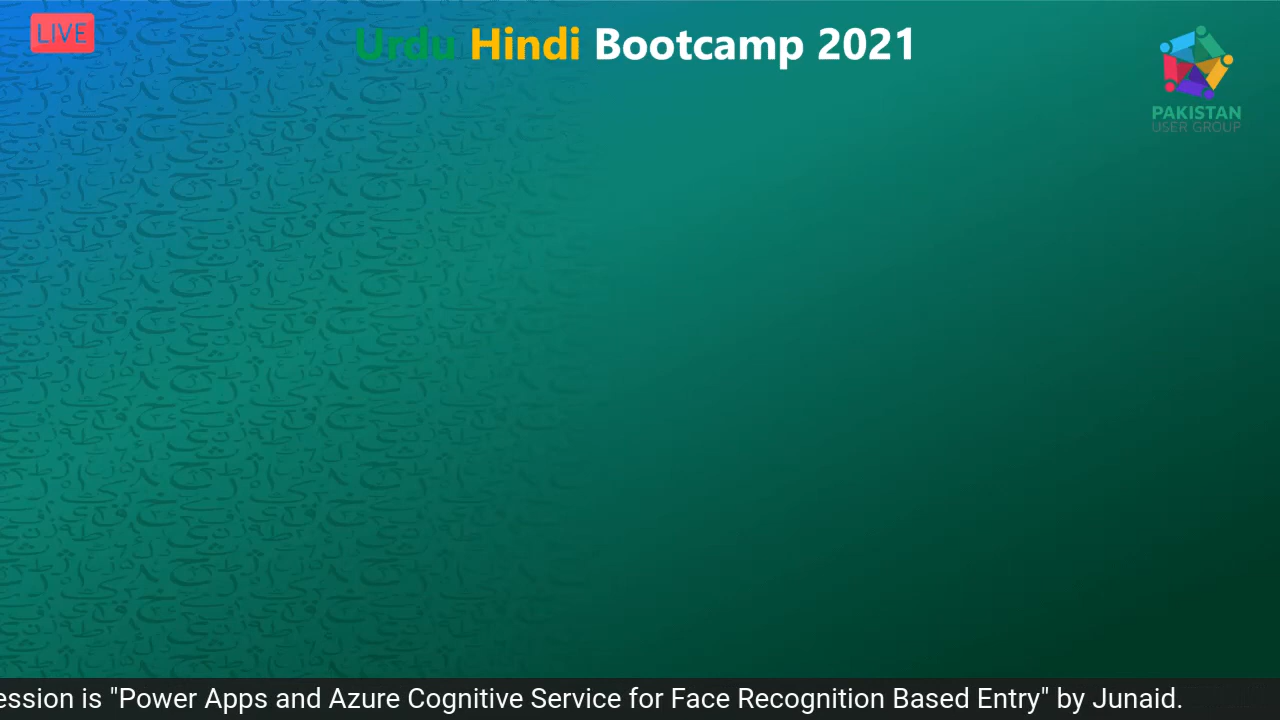 LIVE
Urdu Hindi Bootcamp 2021
PAKISTAN
USER GROUP
ession is "Power Apps and Azure Cognitive Service for Face Recognition Based Entry" by Junaid.